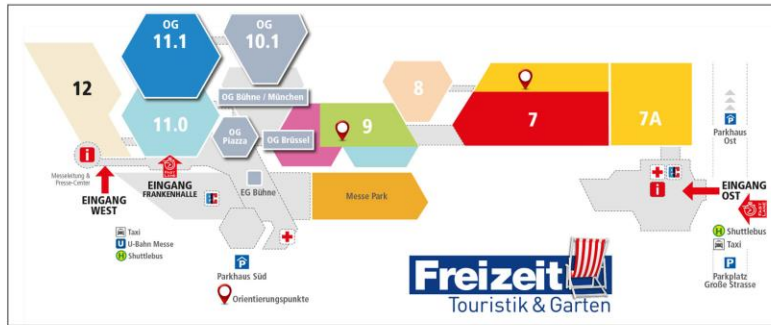 OG
11.1
OG
10.1
12
11.0
OG Bühne / München
OG
Piazza
OG Brüssel
9
8
7
7A
Parkhaus
Ost
Messeleitung &
Presse-Center
EINGANG
WEST
EINGANG
FRANKENHALLE
EG Bühne
Messe Park
EINGANG
OST
Taxi
U-Bahn Messe
Shuttlebus
Parkhaus Süd
Orientierungspunkte
Shuttlebus
Taxi
Parkplatz
Große Strasse
Freizeit
Touristik & Garten